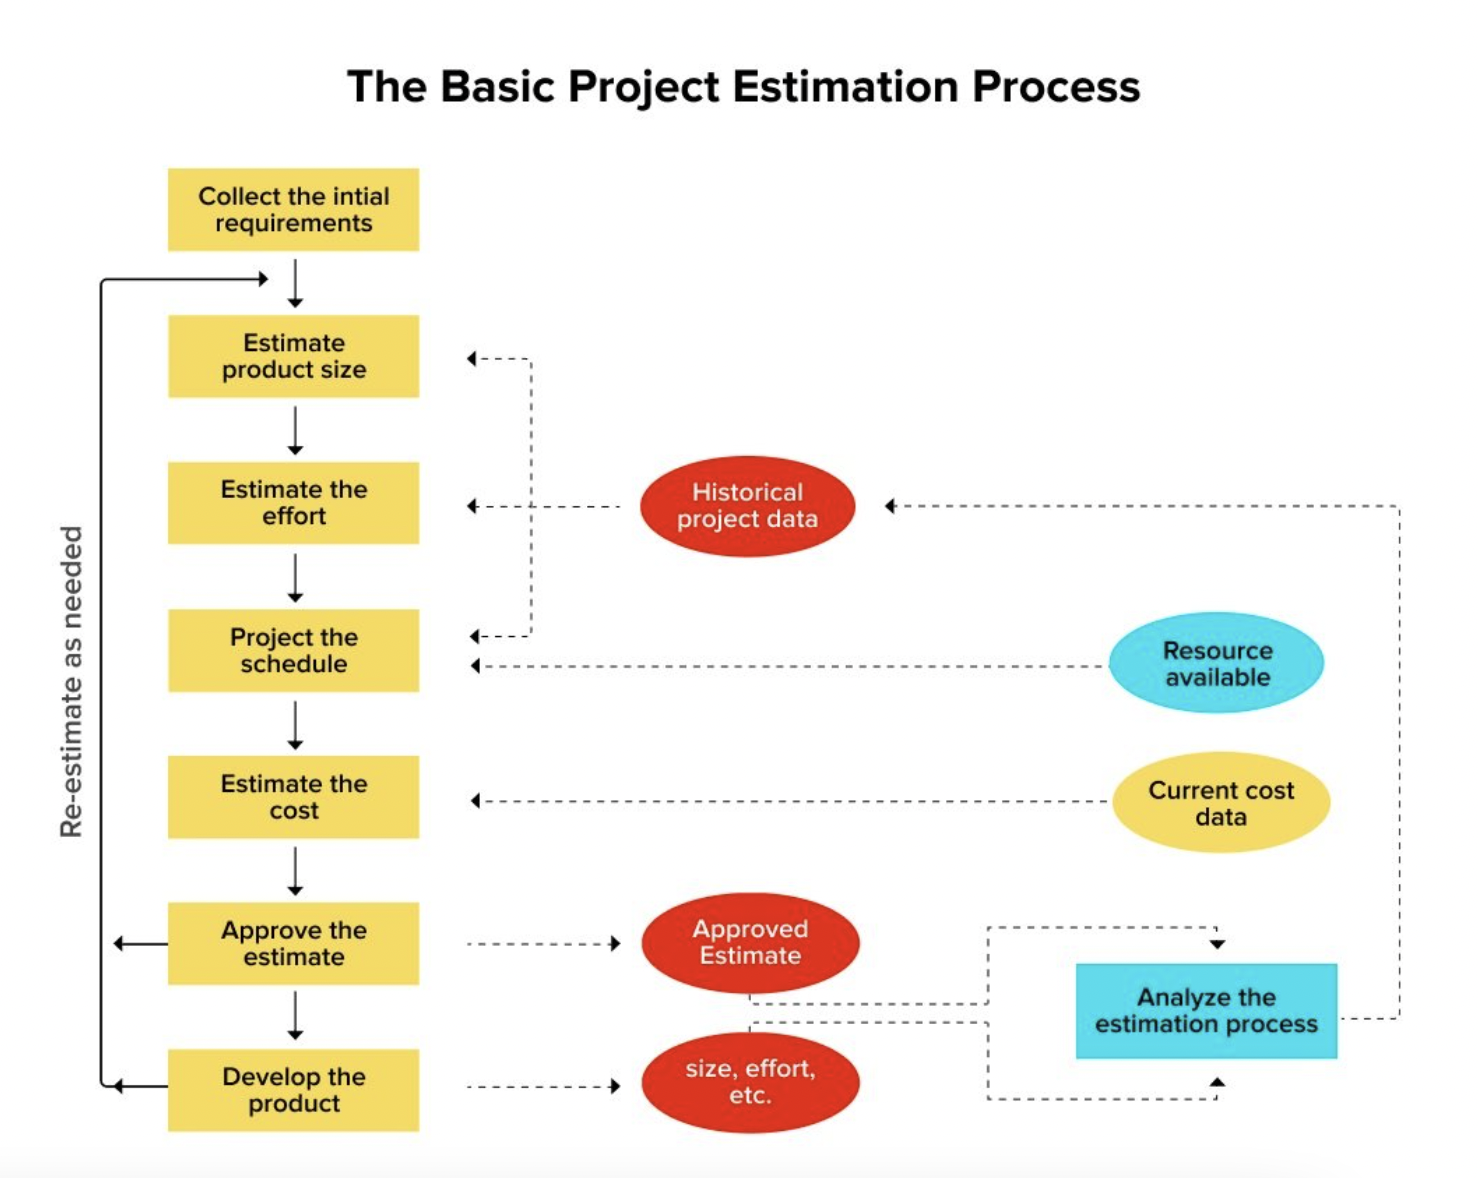 The Basic Project Estimation Process
Collect the intial
requirements
Estimate
product size
Estimate the
effort
Historical
project data
Re-estimate as needed
Project the
schedule
Resource
available
Estimate the
cost
Current cost
data
Approve the
estimate
Approved
Estimate
Analyze the
estimation process
Develop the
product
size, effort,
etc.